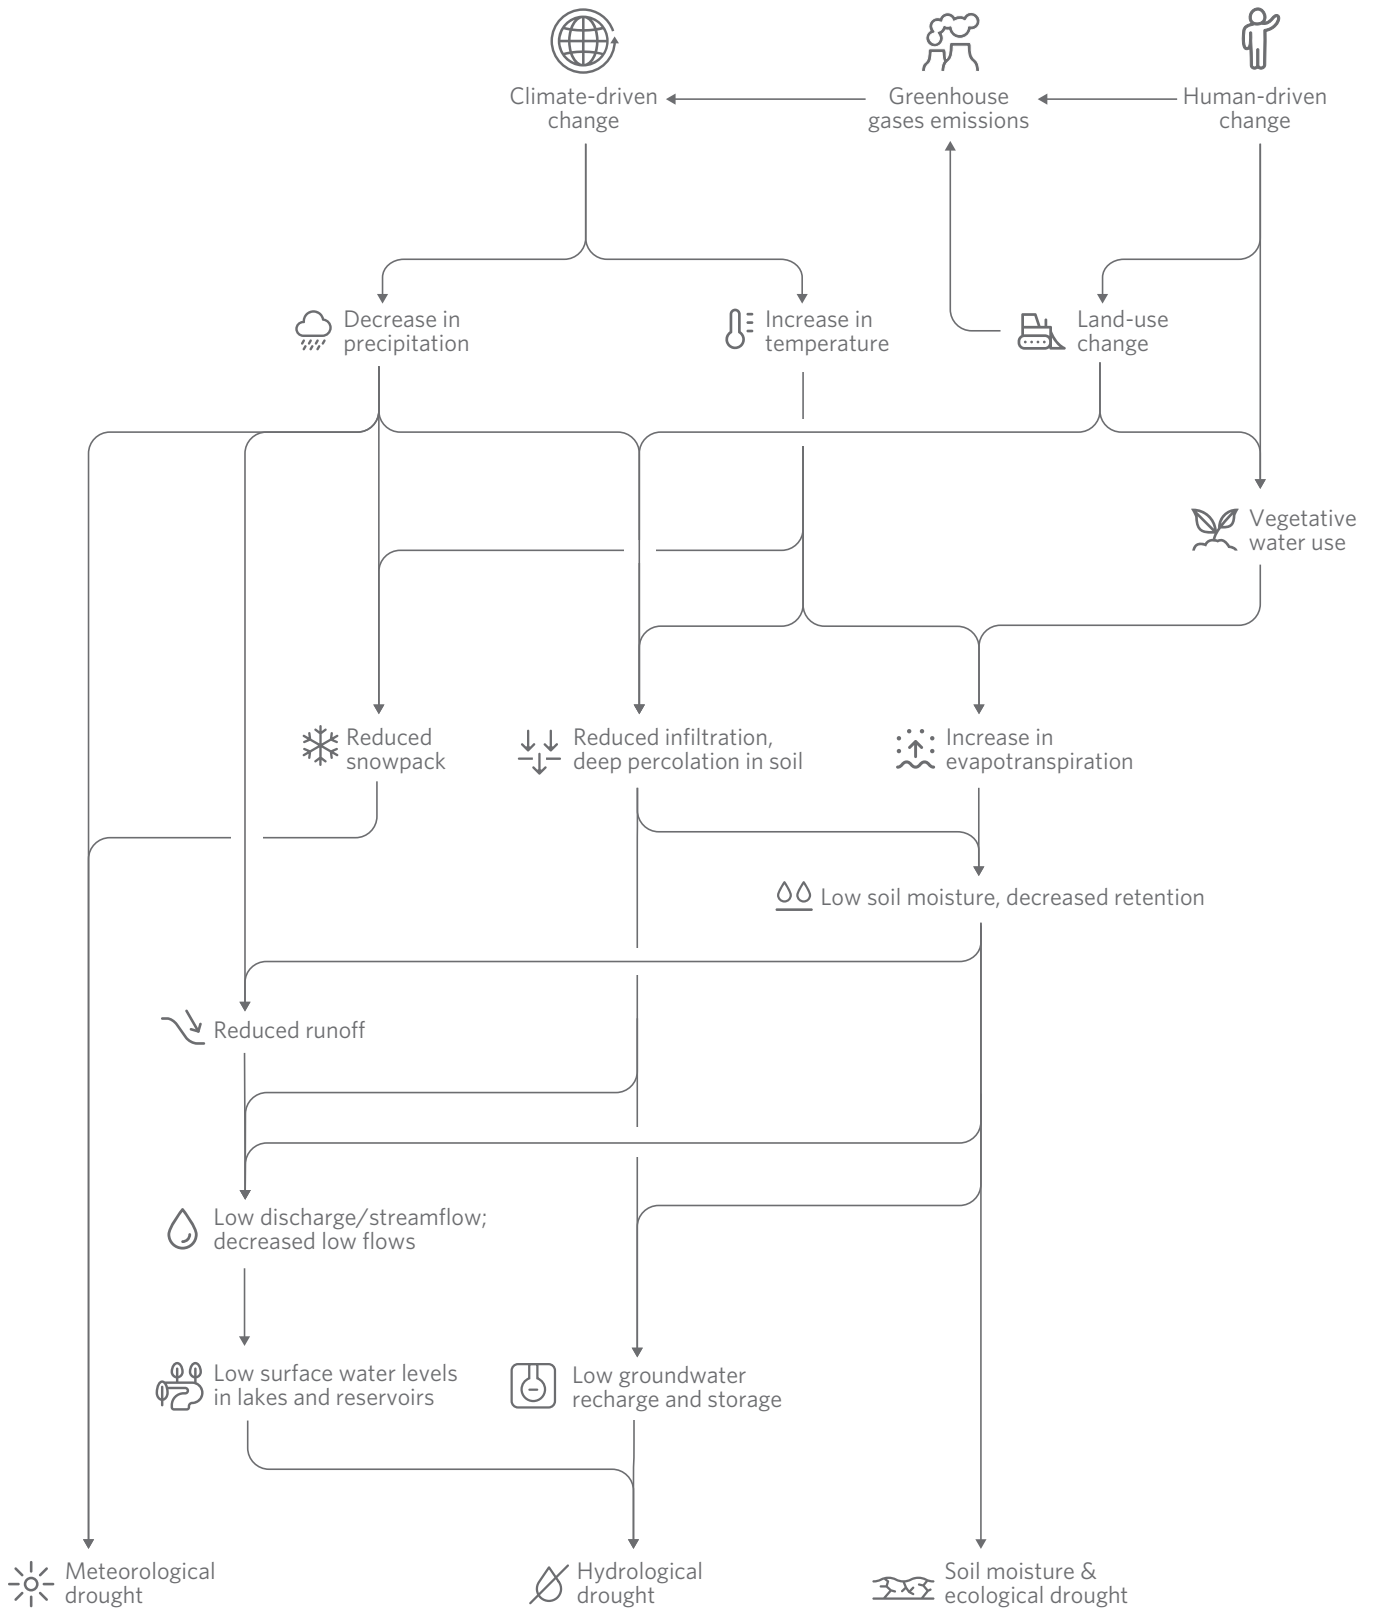 Climate-driven
change
Greenhouse
gases emissions
Human-driven
change
Decrease in
precipitation
Increase in
temperature
Land-use
change
Vegetative
water use
Reduced
snowpack
Reduced infiltration,
deep percolation in soil
Increase in
evapotranspiration
Low soil moisture, decreased retention
Reduced runoff
Low discharge/streamflow;
decreased low flows
Low surface water levels
in lakes and reservoirs
Low groundwater
recharge and storage
Meteorological
drought
Hydrological
drought
Soil moisture &
ecological drought